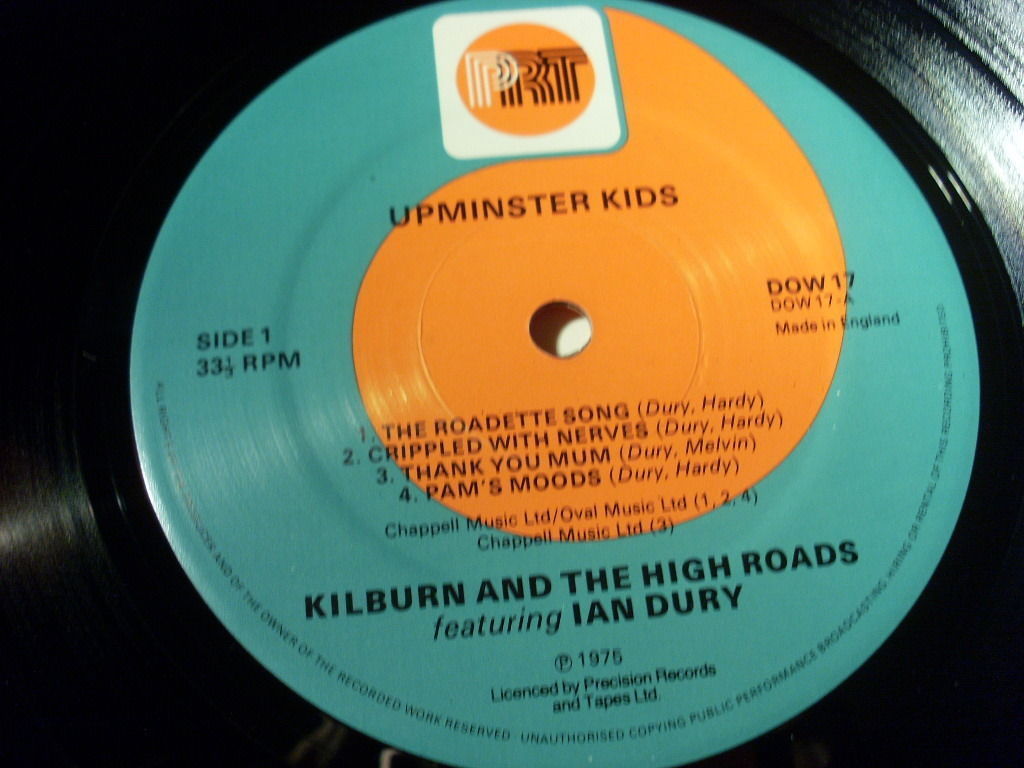 PRT
UPMINSTER KIDS
DOW 17
DOW 17-A
Made in England
SIDE 1
33⅓ RPM
1. THE ROADETTE SONG (Dury, Hardy)
2. CRIPPLED WITH NERVES (Dury, Hardy)
3. THANK YOU MUM (Dury, Melvin)
4. PAM'S MOODS (Dury, Hardy)
Chappell Music Ltd/Oval Music Ltd (1, 2, 4)
Chappell Music Ltd (3)
KILBURN AND THE HIGH ROADS
featuring IAN DURY
℗ 1975
Licenced by Precision Records
and Tapes Ltd.
ALL AND OF THE OWNER OF THE RECORDED WORK RESERVED · UNAUTHORISED COPYING PUBLIC PERFORMANCE BROADCASTING HIRING OR RENTAL OF THIS RECORDING PROHIBITED